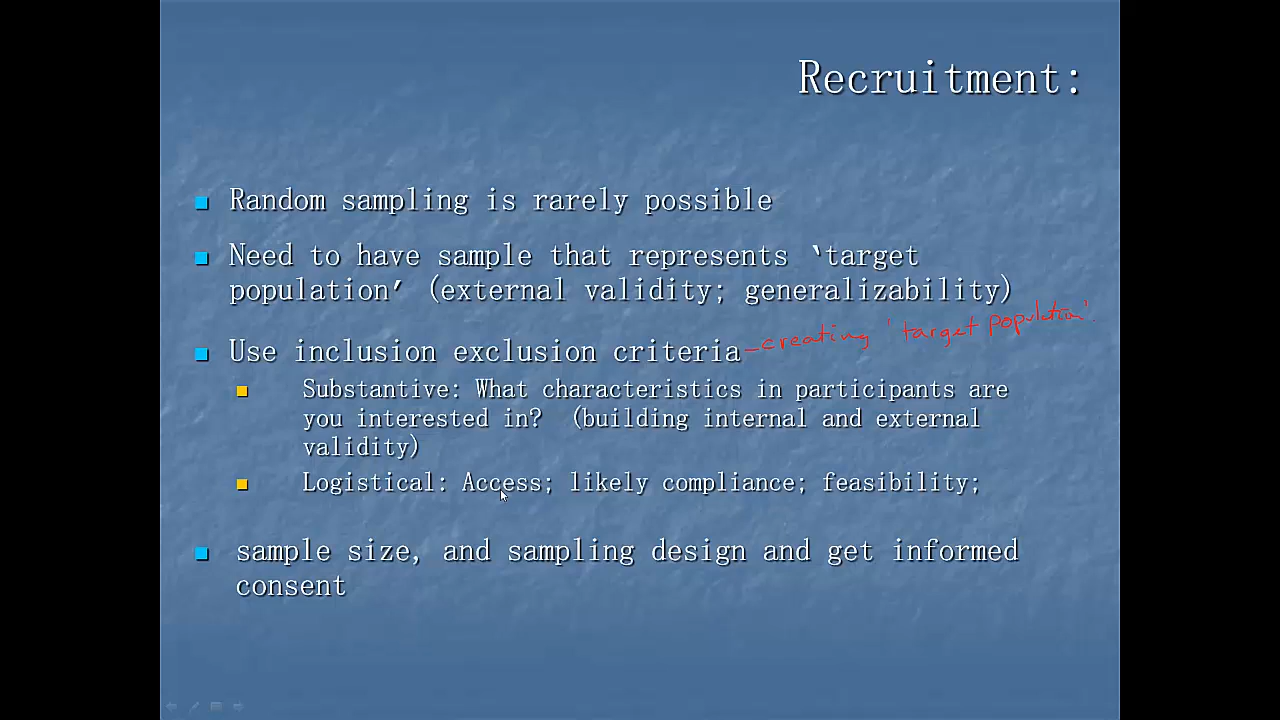 Recruitment:
Random sampling is rarely possible
Need to have sample that represents ‘target
population’ (external validity; generalizability)
Use inclusion exclusion criteria – creating 'target population'.
Substantive: What characteristics in participants are
you interested in? (building internal and external
validity)
Logistical: Access; likely compliance; feasibility;
sample size, and sampling design and get informed
consent